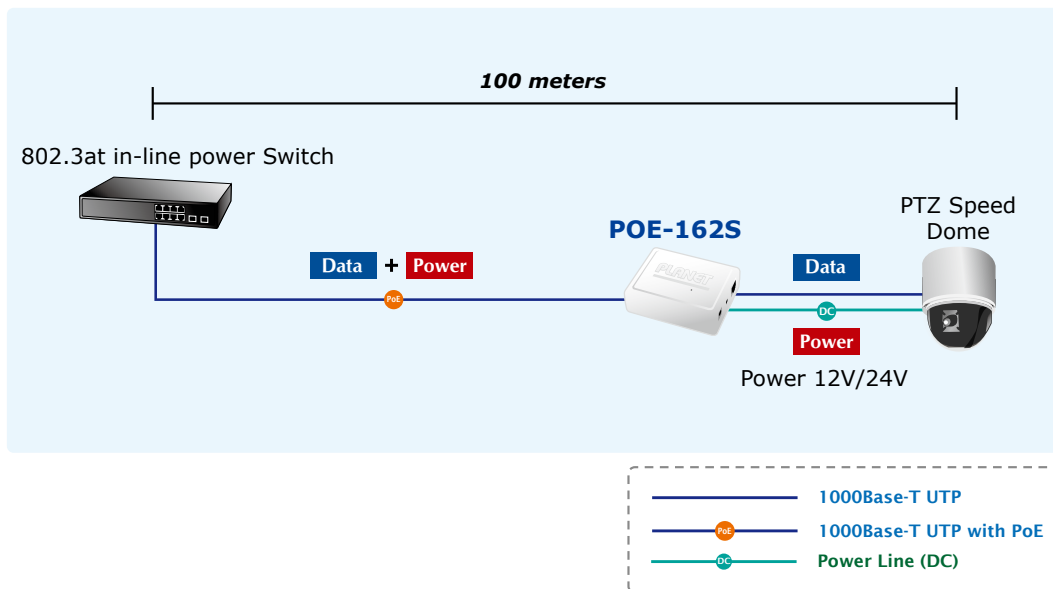 100 meters
802.3at in-line power Switch
PTZ Speed
Dome
POE-162S
PLANET
Data + Power
PoE
Data
DC
Power
Power 12V/24V
1000Base-T UTP
PoE
1000Base-T UTP with PoE
DC
Power Line (DC)